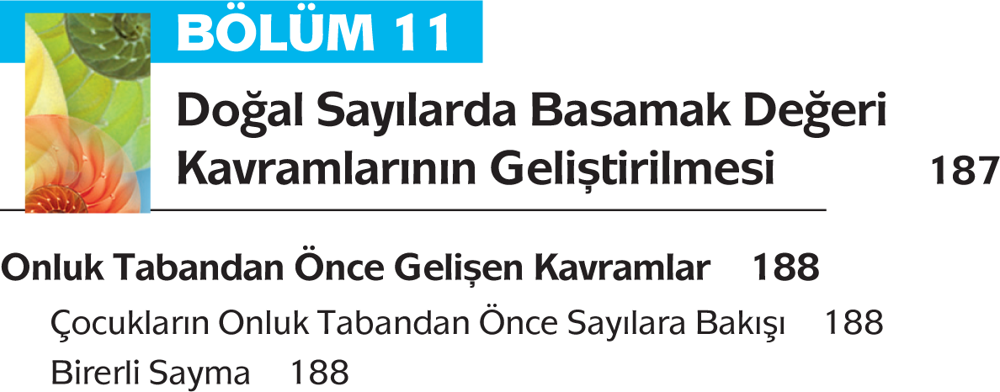 BÖLÜM 11
Doğal Sayılarda Basamak Değeri
Kavramlarının Geliştirilmesi 187
Onluk Tabandan Önce Gelişen Kavramlar 188
Çocukların Onluk Tabandan Önce Sayılara Bakışı 188
Birerli Sayma 188